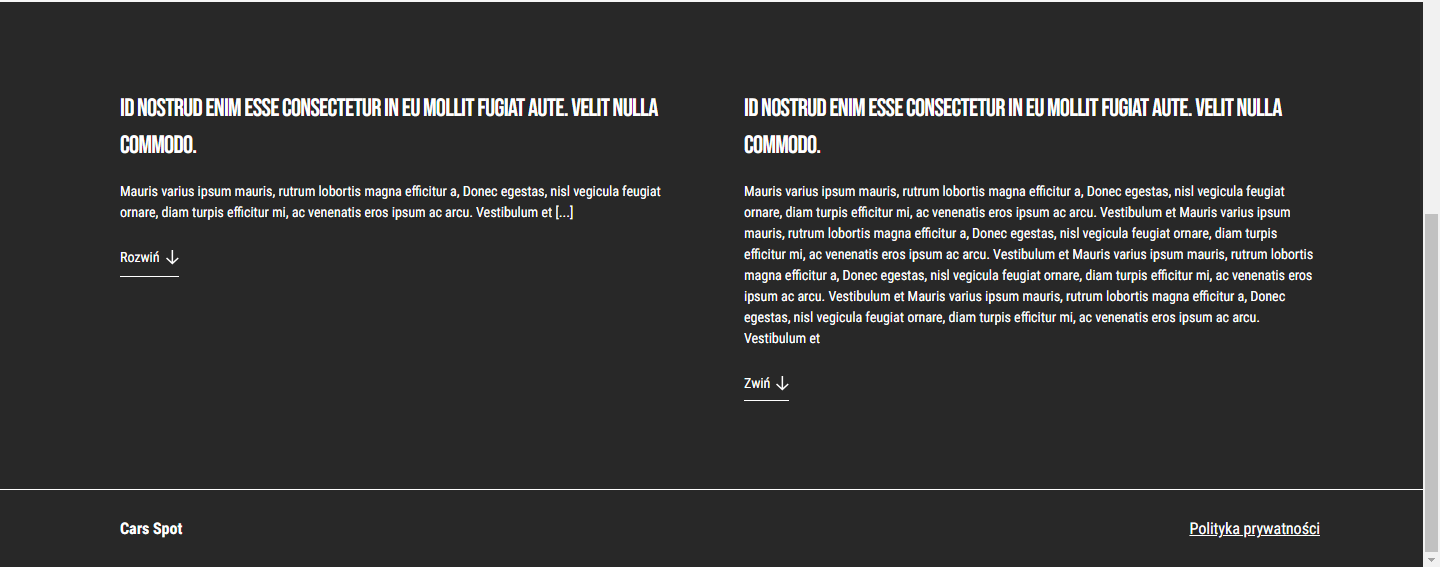 ID NOSTRUD ENIM ESSE CONSECTETUR IN EU MOLLIT FUGIAT AUTE. VELIT NULLA
COMMODO.
Mauris varius ipsum mauris, rutrum lobortis magna efficitur a, Donec egestas, nisl vegicula feugiat
ornare, diam turpis efficitur mi, ac venenatis eros ipsum ac arcu. Vestibulum et [...]
Rozwiń ↓
ID NOSTRUD ENIM ESSE CONSECTETUR IN EU MOLLIT FUGIAT AUTE. VELIT NULLA
COMMODO.
Mauris varius ipsum mauris, rutrum lobortis magna efficitur a, Donec egestas, nisl vegicula feugiat
ornare, diam turpis efficitur mi, ac venenatis eros ipsum ac arcu. Vestibulum et Mauris varius ipsum
mauris, rutrum lobortis magna efficitur a, Donec egestas, nisl vegicula feugiat ornare, diam turpis
efficitur mi, ac venenatis eros ipsum ac arcu. Vestibulum et Mauris varius ipsum mauris, rutrum lobortis
magna efficitur a, Donec egestas, nisl vegicula feugiat ornare, diam turpis efficitur mi, ac venenatis eros
ipsum ac arcu. Vestibulum et Mauris varius ipsum mauris, rutrum lobortis magna efficitur a, Donec
egestas, nisl vegicula feugiat ornare, diam turpis efficitur mi, ac venenatis eros ipsum ac arcu.
Vestibulum et
Zwiń ↓
Cars Spot
Polityka prywatności